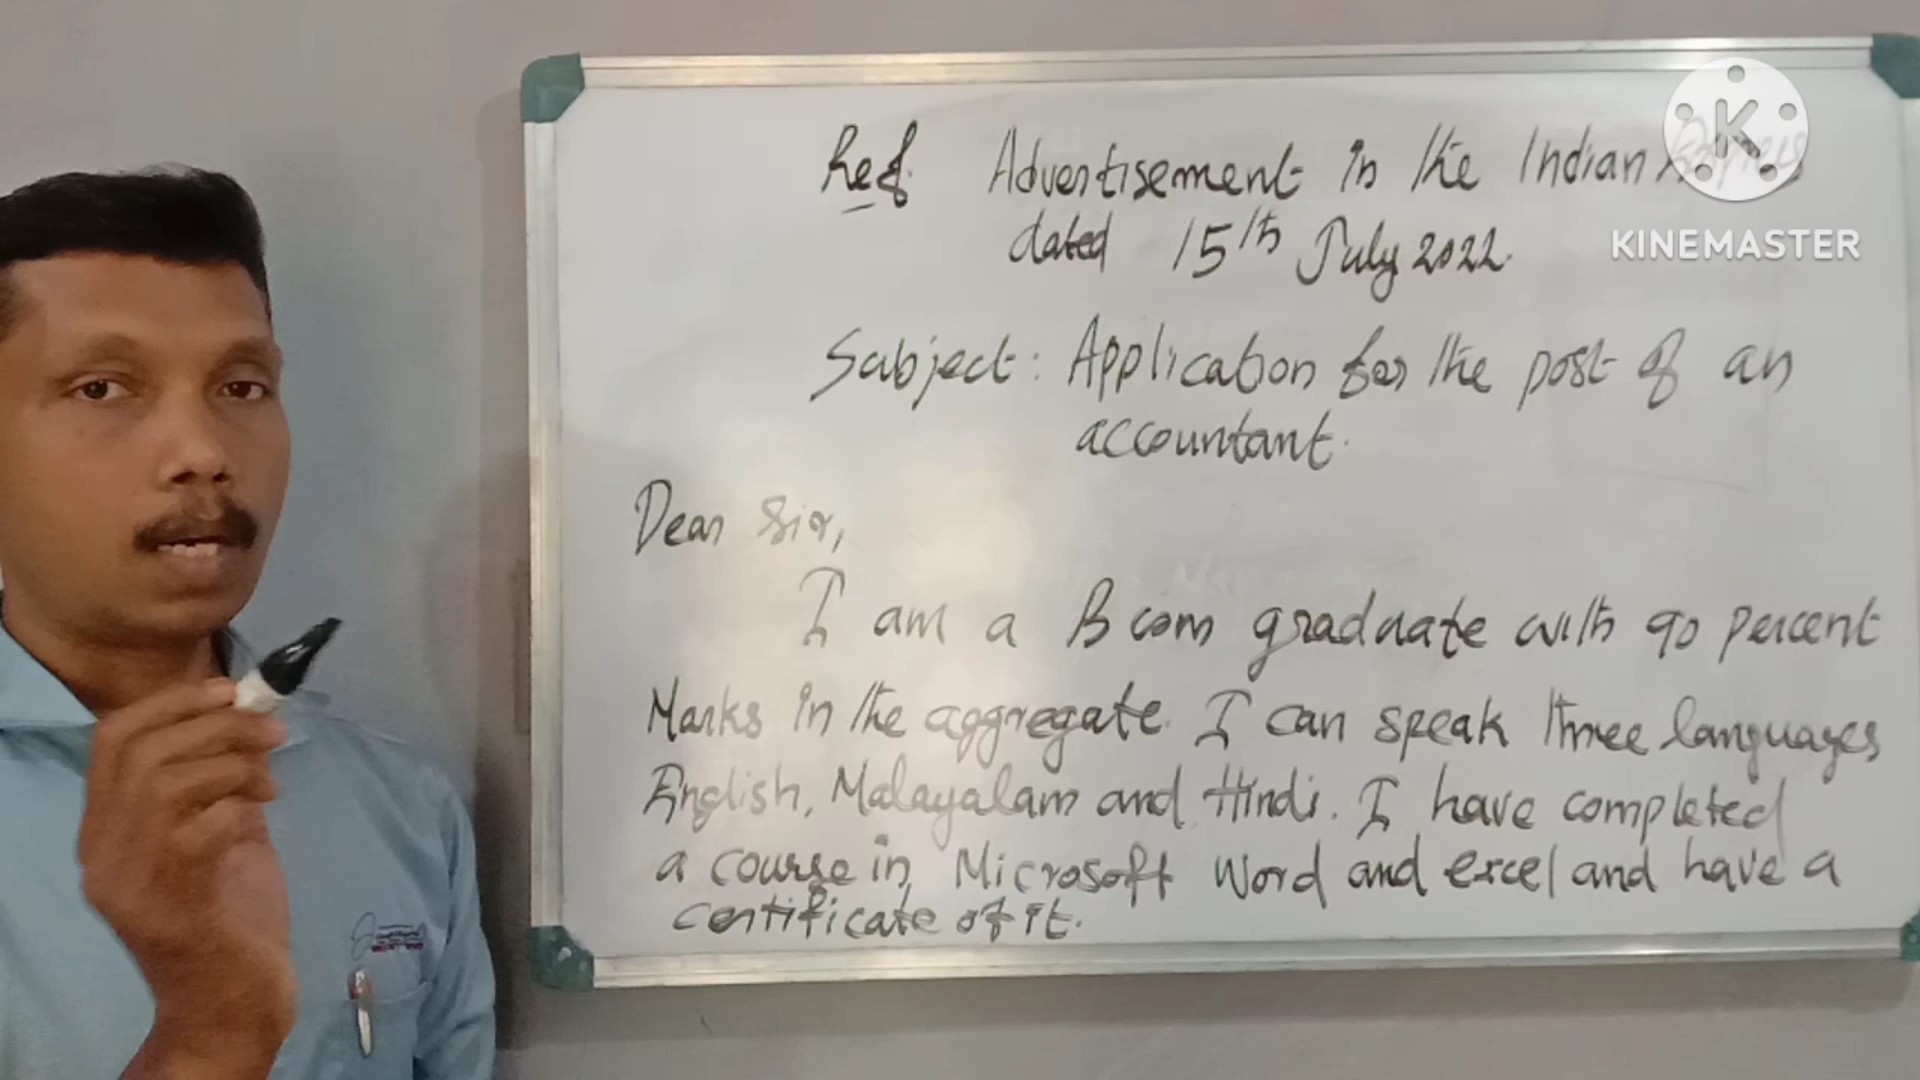 Ref. Advertisement in the Indian Express
dated 15th July 2022.
Subject: Application for the post of an
accountant.
Dear Sir,
I am a B com graduate with 90 percent
Marks in the aggregate. I can speak three languages
English, Malayalam and Hindi. I have completed
a course in Microsoft Word and excel and have a
certificate of it.
K
KINEMASTER